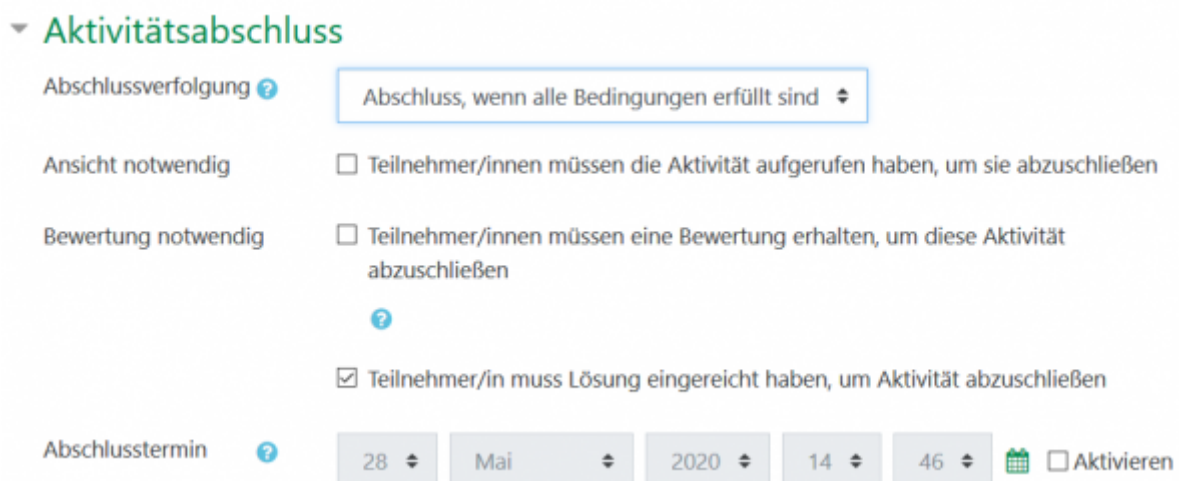 Aktivitätsabschluss
Abschlussverfolgung
Abschluss, wenn alle Bedingungen erfüllt sind
Ansicht notwendig
Teilnehmer/innen müssen die Aktivität aufgerufen haben, um sie abzuschließen
Bewertung notwendig
Teilnehmer/innen müssen eine Bewertung erhalten, um diese Aktivität
abzuschließen
Teilnehmer/in muss Lösung eingereicht haben, um Aktivität abzuschließen
Abschlusstermin
28 Mai 2020 14 46 Aktivieren